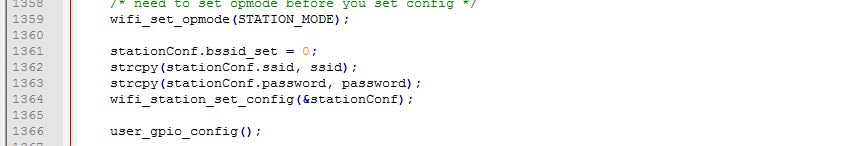 1358 /* need to set opmode before you set config */
1359 wifi_set_opmode(STATION_MODE);
1360
1361 stationConf.bssid_set = 0;
1362 strcpy(stationConf.ssid, ssid);
1363 strcpy(stationConf.password, password);
1364 wifi_station_set_config(&stationConf);
1365
1366 user_gpio_config();